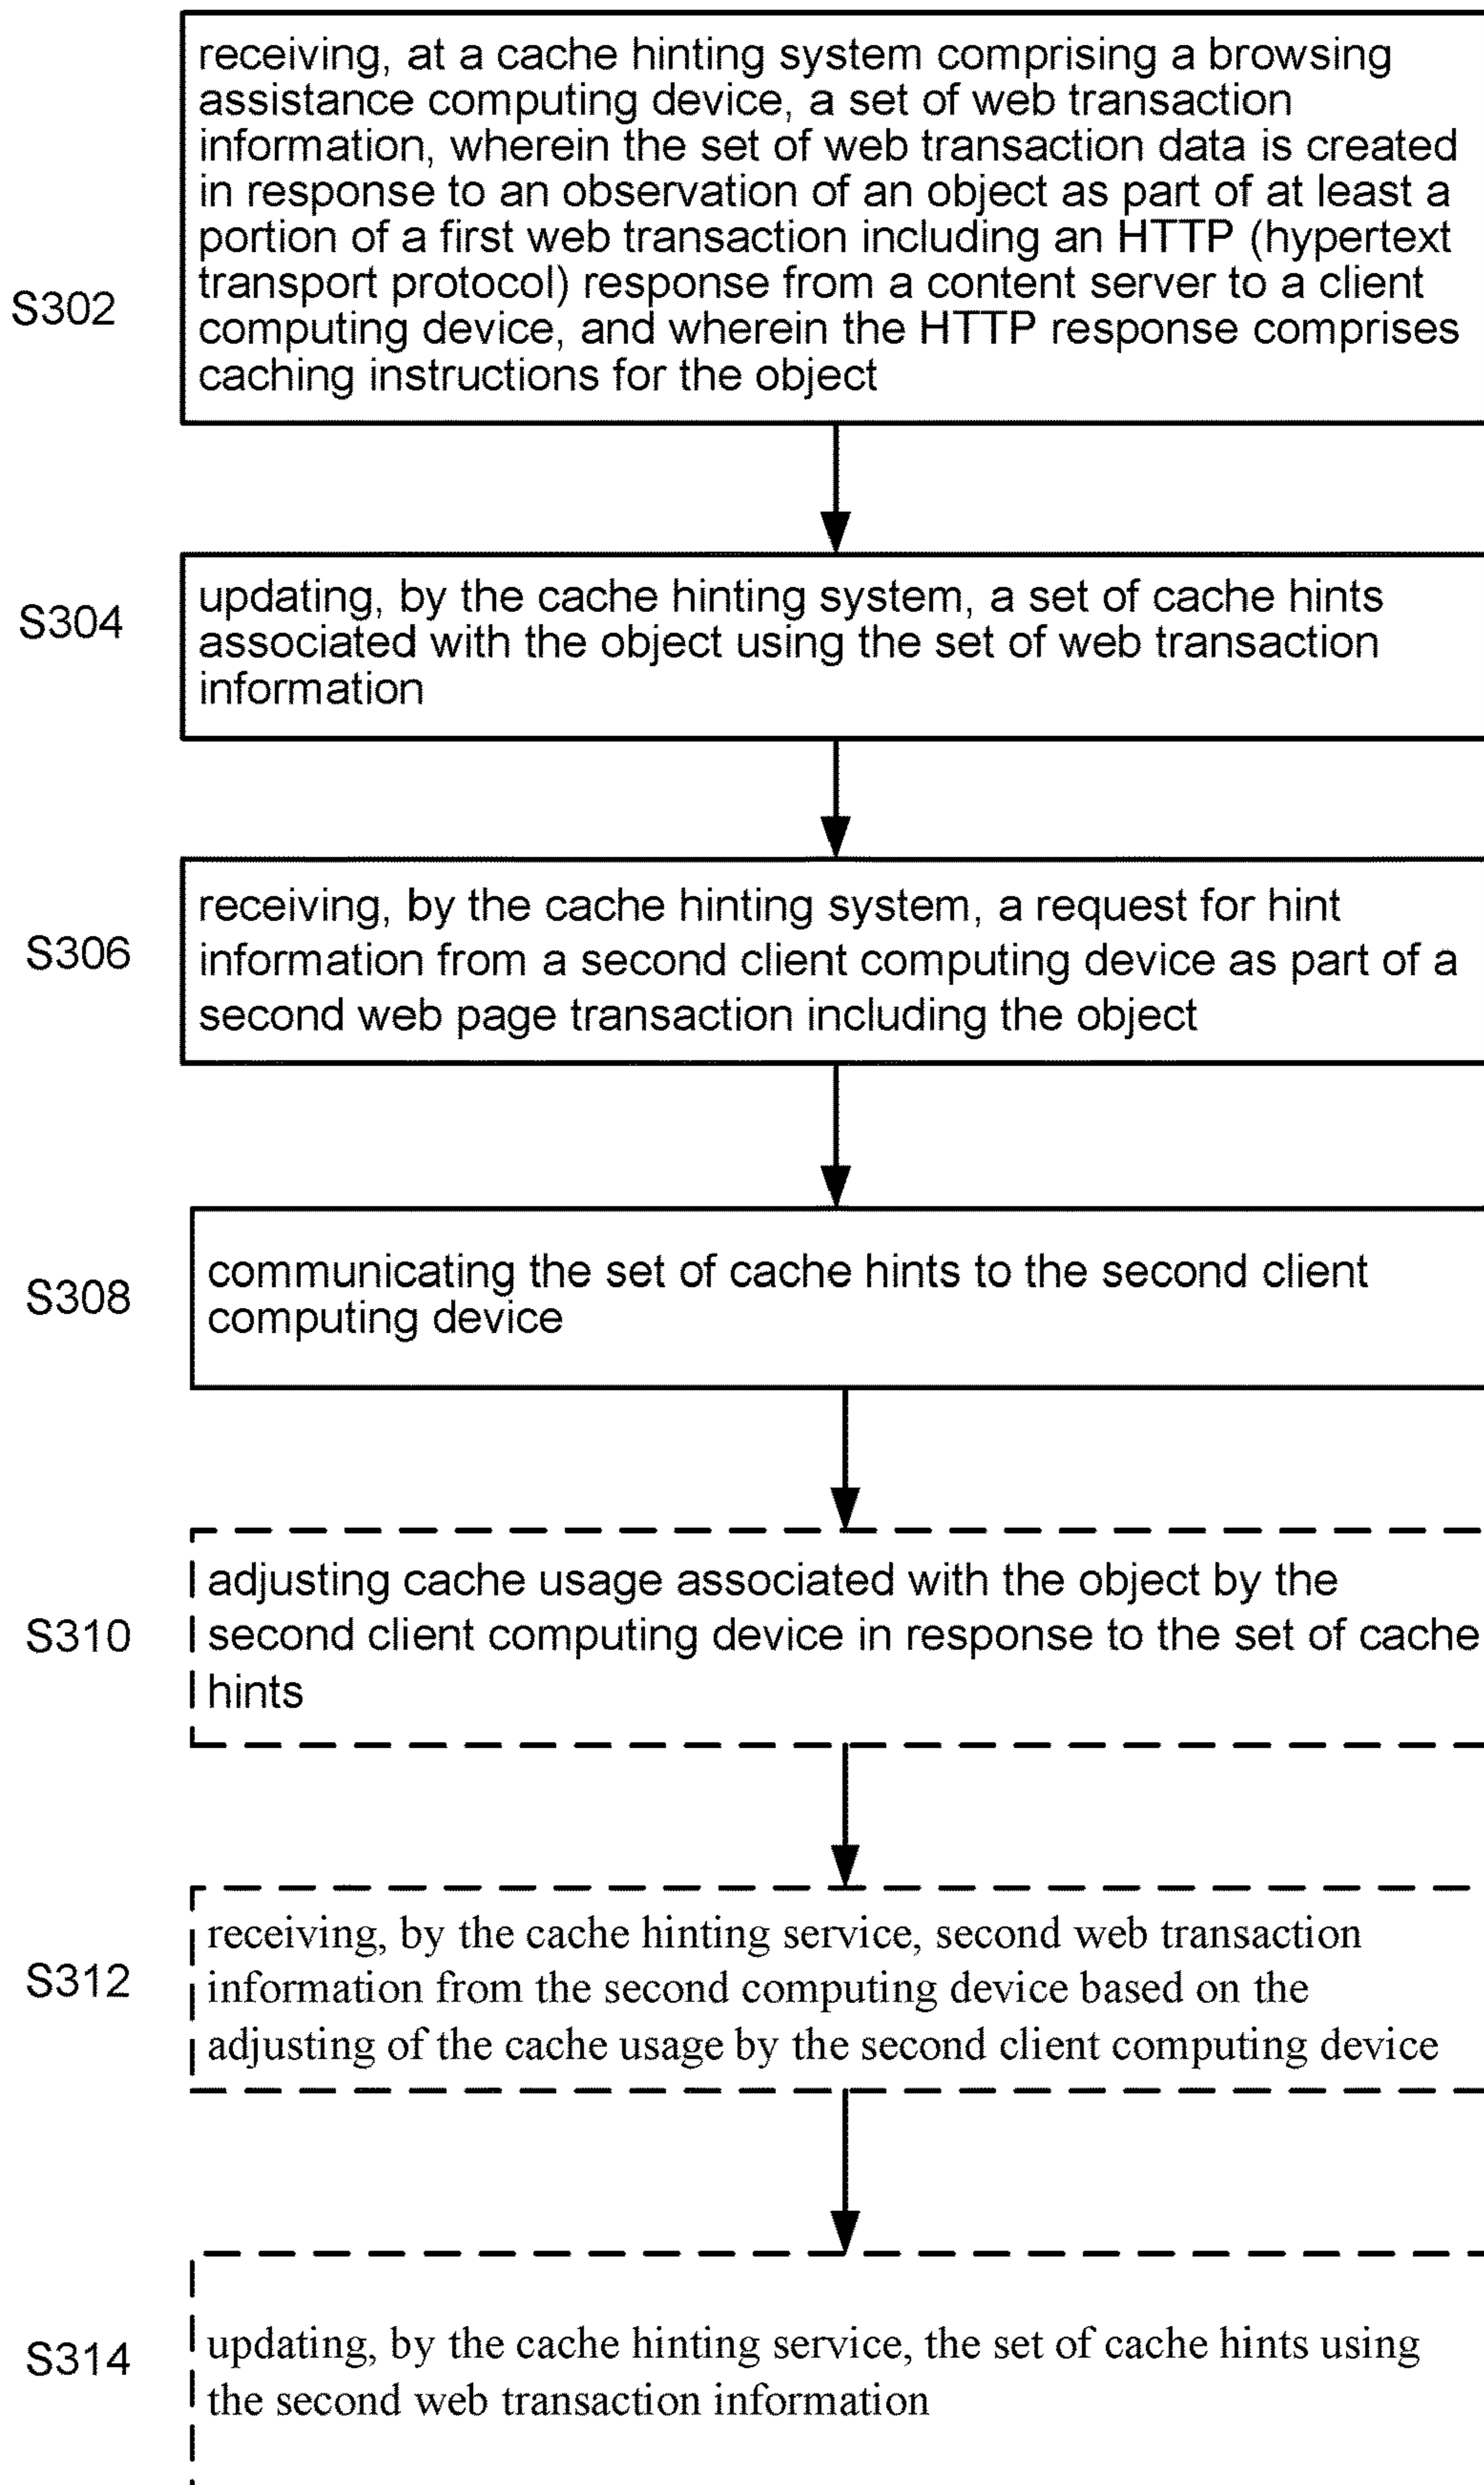 receiving, at a cache hinting system comprising a browsing
assistance computing device, a set of web transaction
information, wherein the set of web transaction data is created
in response to an observation of an object as part of at least a
portion of a first web transaction including an HTTP (hypertext
transport protocol) response from a content server to a client
computing device, and wherein the HTTP response comprises
caching instructions for the object
S302
updating, by the cache hinting system, a set of cache hints
associated with the object using the set of web transaction
information
S304
receiving, by the cache hinting system, a request for hint
information from a second client computing device as part of a
second web page transaction including the object
S306
communicating the set of cache hints to the second client
computing device
S308
adjusting cache usage associated with the object by the
second client computing device in response to the set of cache
hints
S310
receiving, by the cache hinting service, second web transaction
information from the second computing device based on the
adjusting of the cache usage by the second client computing device
S312
updating, by the cache hinting service, the set of cache hints using
the second web transaction information
S314